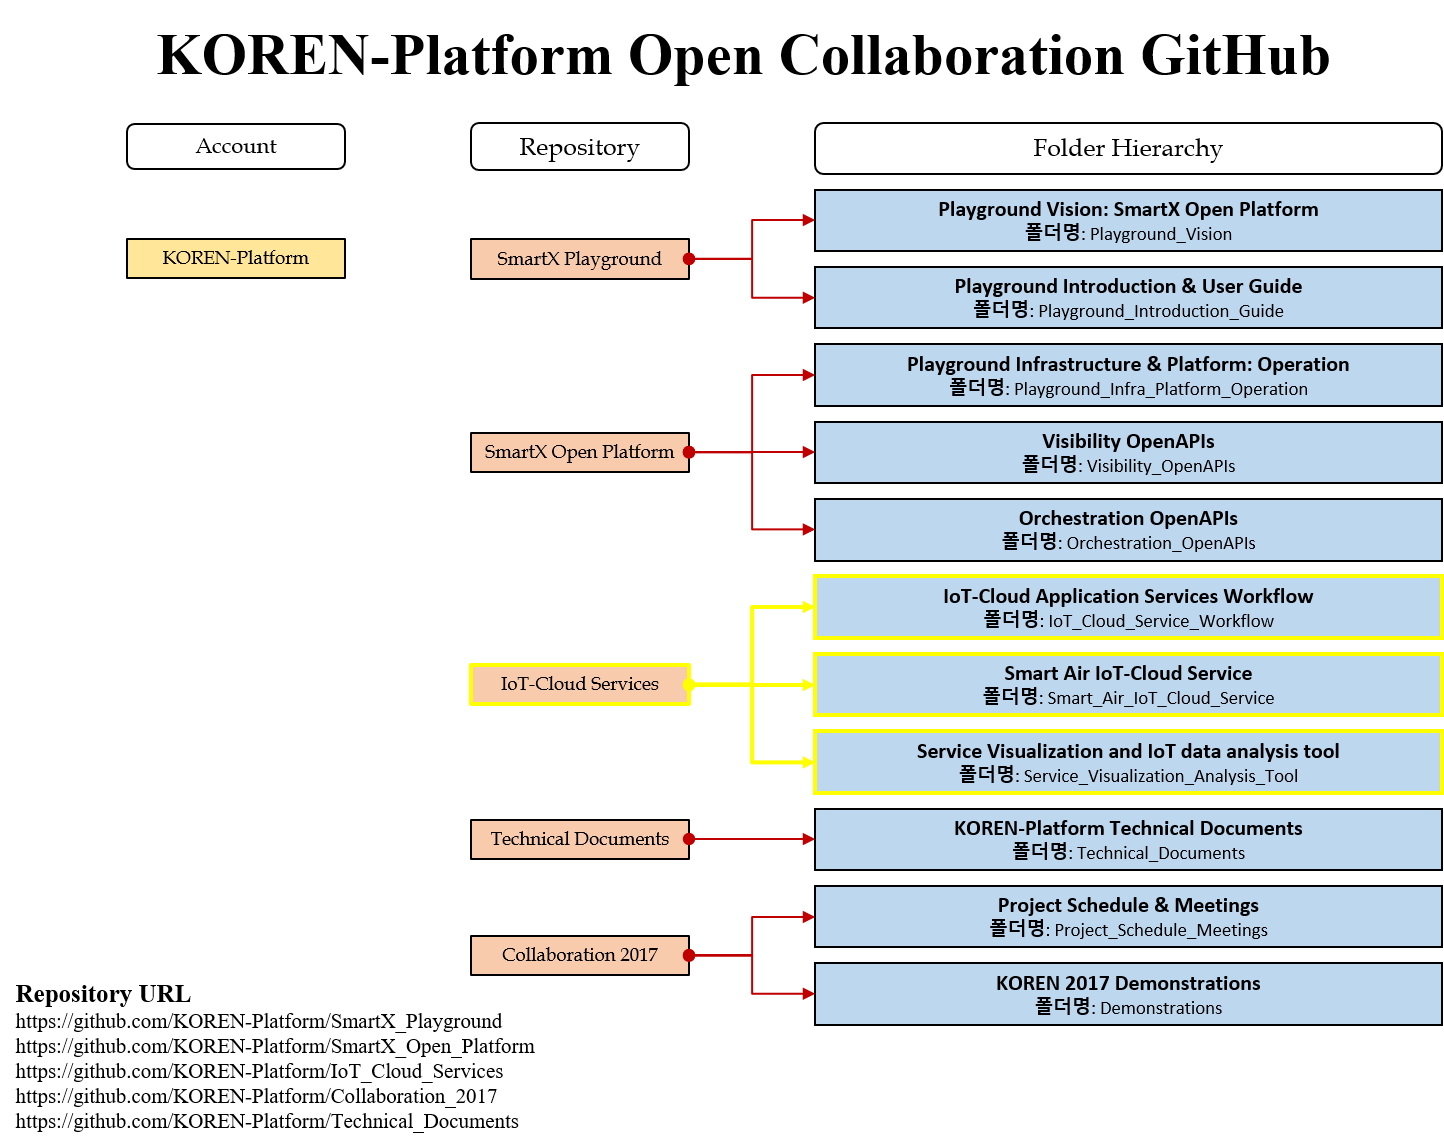 KOREN-Platform Open Collaboration GitHub
Account
Repository
Folder Hierarchy
KOREN-Platform
SmartX Playground
Playground Vision: SmartX Open Platform
폴더명: Playground_Vision
Playground Introduction & User Guide
폴더명: Playground_Introduction_Guide
SmartX Open Platform
Playground Infrastructure & Platform: Operation
폴더명: Playground_Infra_Platform_Operation
Visibility OpenAPIs
폴더명: Visibility_OpenAPIs
Orchestration OpenAPIs
폴더명: Orchestration_OpenAPIs
IoT-Cloud Services
IoT-Cloud Application Services Workflow
폴더명: IoT_Cloud_Service_Workflow
Smart Air IoT-Cloud Service
폴더명: Smart_Air_IoT_Cloud_Service
Service Visualization and IoT data analysis tool
폴더명: Service_Visualization_Analysis_Tool
Technical Documents
KOREN-Platform Technical Documents
폴더명: Technical_Documents
Collaboration 2017
Project Schedule & Meetings
폴더명: Project_Schedule_Meetings
KOREN 2017 Demonstrations
폴더명: Demonstrations
Repository URL
https://github.com/KOREN-Platform/SmartX_Playground
https://github.com/KOREN-Platform/SmartX_Open_Platform
https://github.com/KOREN-Platform/IoT_Cloud_Services
https://github.com/KOREN-Platform/Collaboration_2017
https://github.com/KOREN-Platform/Technical_Documents